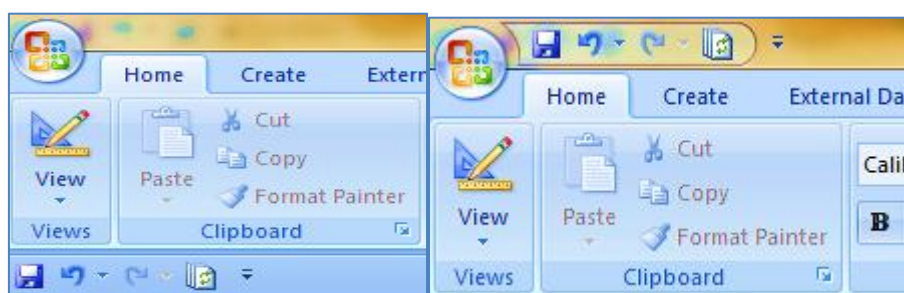 Home Create Extern
Cut
Copy
View Paste Format Painter
Views Clipboard
Home Create External Da
Cut
Copy
View Paste Format Painter
Views Clipboard
Cali
B